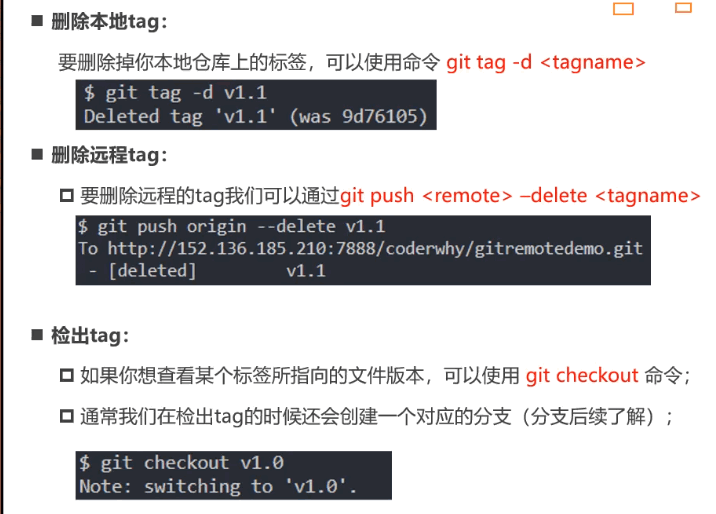 ■ 删除本地tag：
要删除掉你本地仓库上的标签，可以使用命令 git tag -d <tagname>
$ git tag -d v1.1
Deleted tag 'v1.1' (was 9d76105)
■ 删除远程tag：
要删除远程的tag我们可以通过git push <remote> –delete <tagname>
$ git push origin --delete v1.1
To http://152.136.185.210:7888/coderwhy/gitremotedemo.git
 - [deleted]         v1.1
■ 检出tag：
如果你想查看某个标签所指向的文件版本，可以使用 git checkout 命令；
通常我们在检出tag的时候还会创建一个对应的分支（分支后续了解）；
$ git checkout v1.0
Note: switching to 'v1.0'.